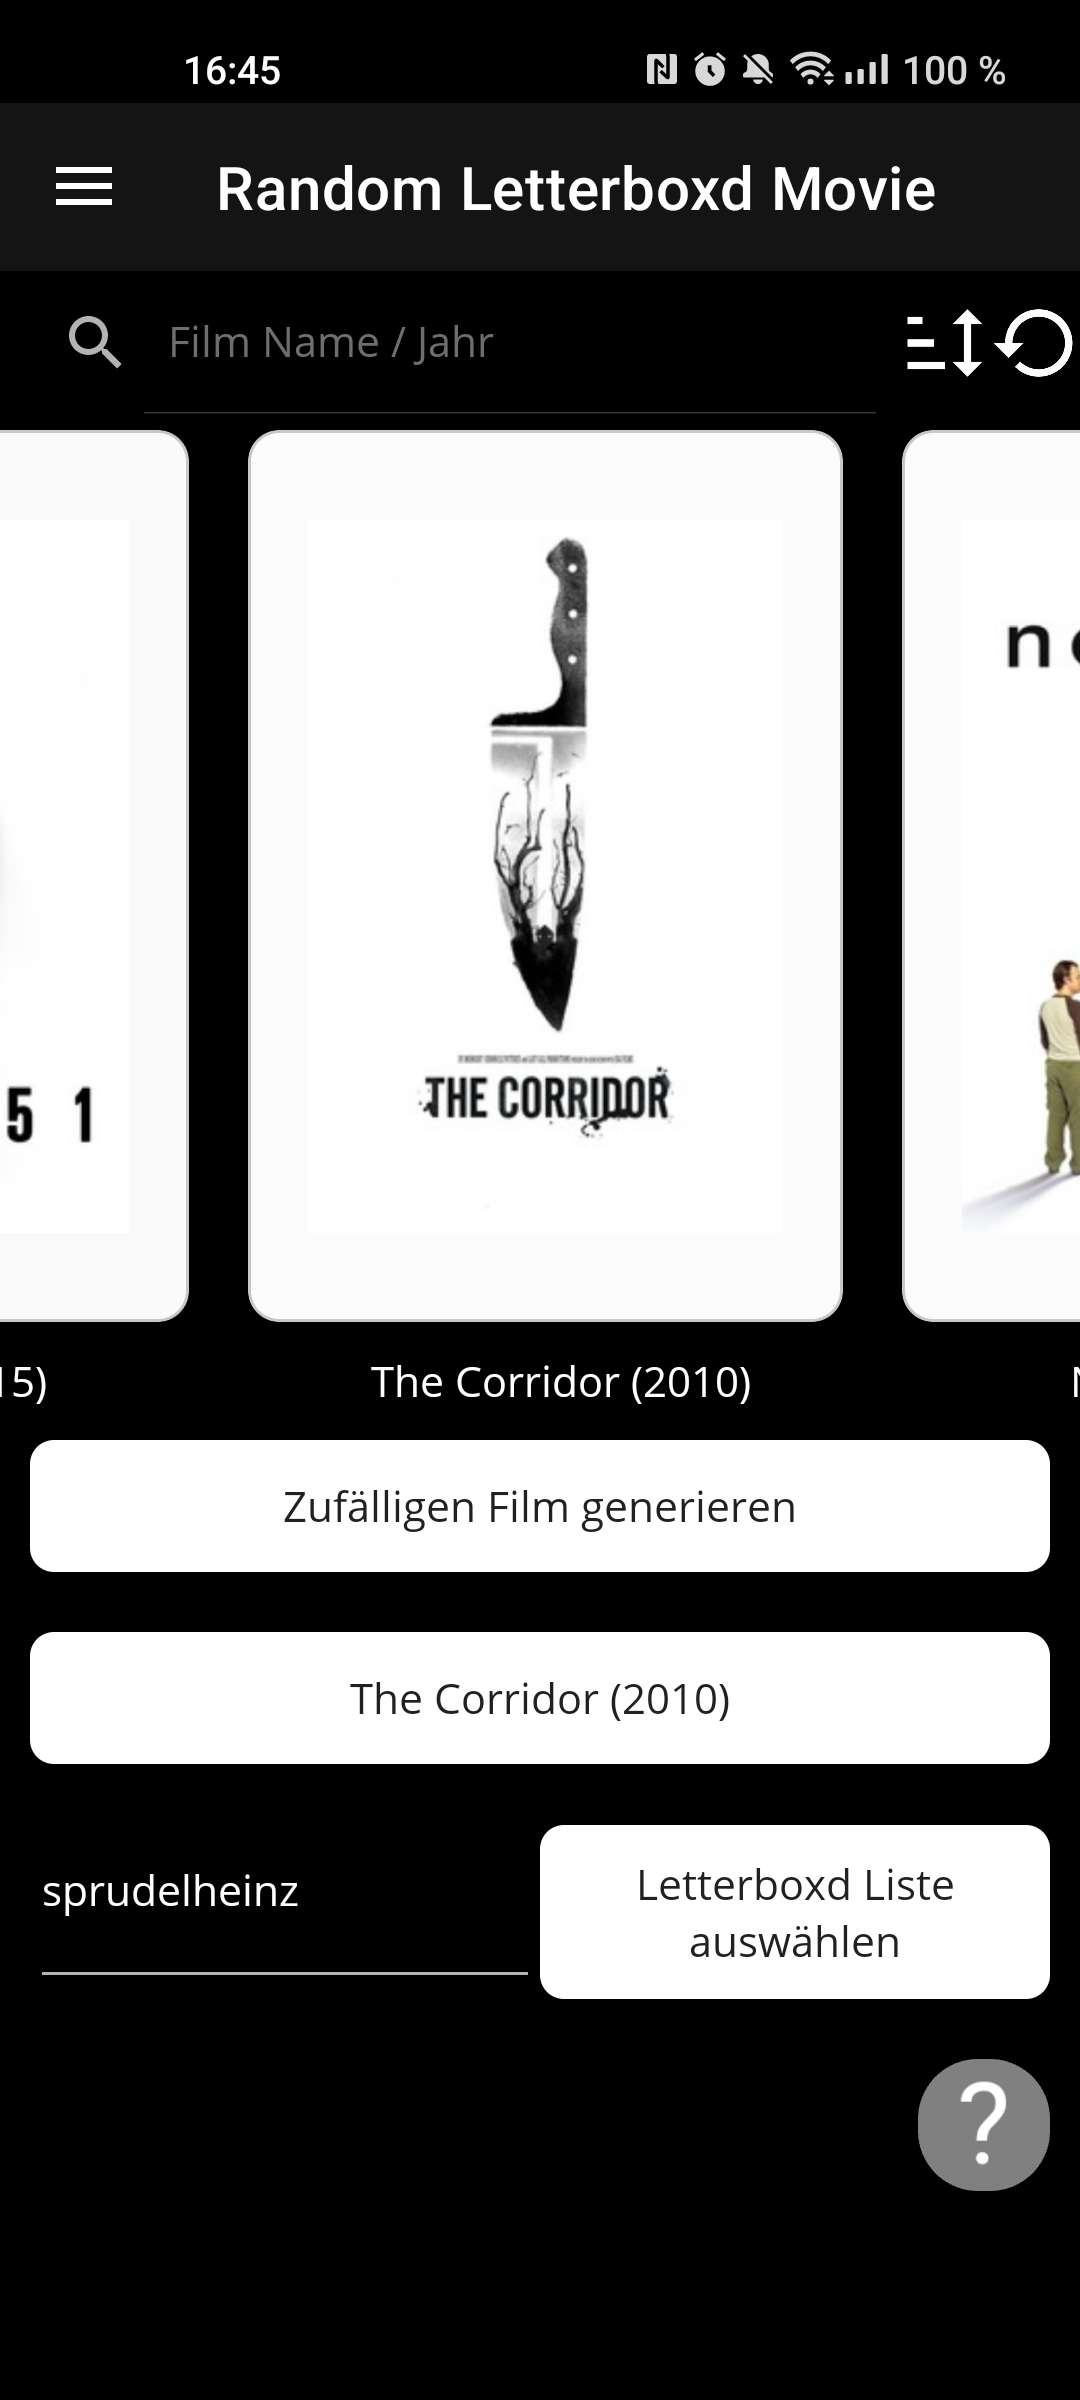 16:45 100 %
Random Letterboxd Movie
Film Name / Jahr
n
5 1
THE CORRIDOR
15) The Corridor (2010)
Zufälligen Film generieren
The Corridor (2010)
sprudelheinz
Letterboxd Liste
auswählen
?